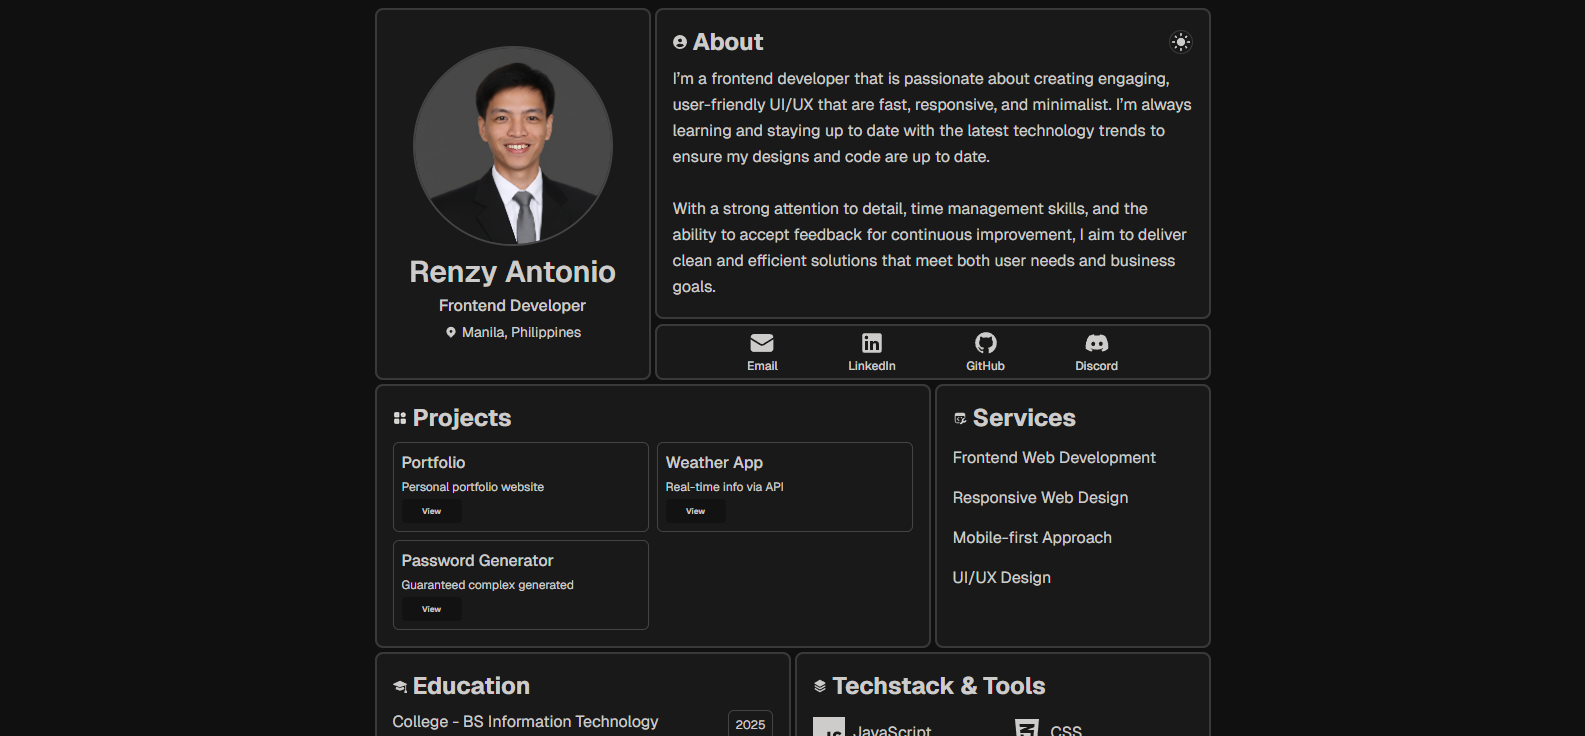 Renzy Antonio
Frontend Developer
Manila, Philippines
About
I’m a frontend developer that is passionate about creating engaging,
user-friendly UI/UX that are fast, responsive, and minimalist. I’m always
learning and staying up to date with the latest technology trends to
ensure my designs and code are up to date.
With a strong attention to detail, time management skills, and the
ability to accept feedback for continuous improvement, I aim to deliver
clean and efficient solutions that meet both user needs and business
goals.
Email
LinkedIn
GitHub
Discord
Projects
Portfolio
Personal portfolio website
View
Weather App
Real-time info via API
View
Password Generator
Guaranteed complex generated
View
Services
Frontend Web Development
Responsive Web Design
Mobile-first Approach
UI/UX Design
Education
College - BS Information Technology
2025
Techstack & Tools
JS
JavaScript
CSS